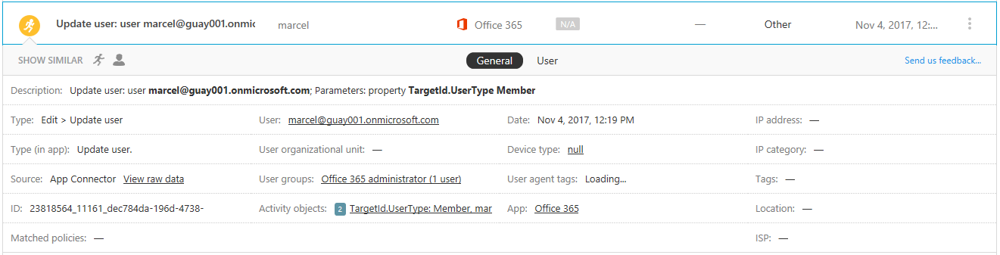 Update user: user marcel@guay001.onmic marcel Office 365 N/A — Other Nov 4, 2017, 12:...
SHOW SIMILAR General User Send us feedback...
Description: Update user: user marcel@guay001.onmicrosoft.com; Parameters: property TargetId.UserType Member
Type: Edit > Update user User: marcel@guay001.onmicrosoft.com Date: Nov 4, 2017, 12:19 PM IP address: —
Type (in app): Update user. User organizational unit: — Device type: null IP category: —
Source: App Connector View raw data User groups: Office 365 administrator (1 user) User agent tags: Loading... Tags: —
ID: 23818564_11161_dec784da-196d-4738- Activity objects: 2 TargetId.UserType: Member, mar App: Office 365 Location: —
Matched policies: — ISP: —